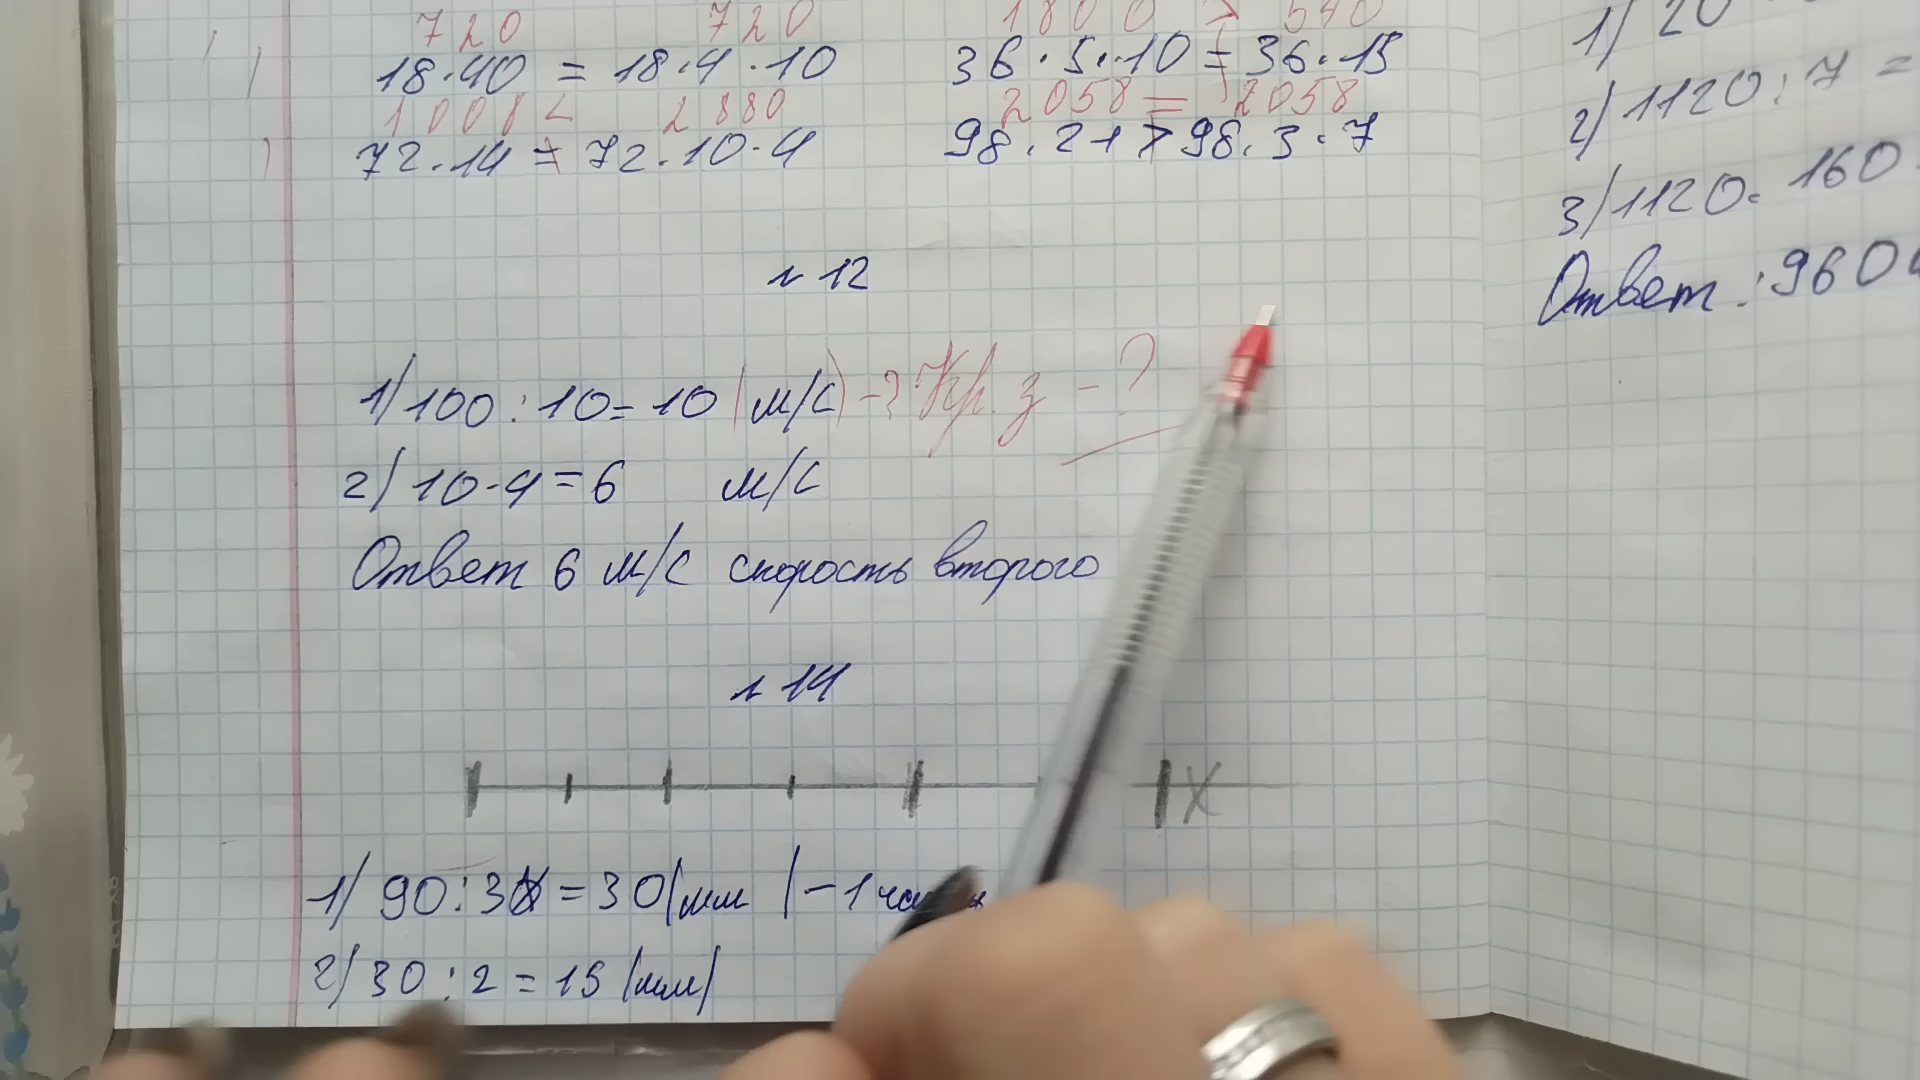 720 720 1800 > 540
18·40 = 18·4·10 36·5·10 = 36·15
1008 < 2880 2058 = 2058
72·14 = 72·10·4 98·21 > 98·3·7
н 12
1) 100 : 10 = 10 (м/с) - ? Кр. з - ?
2) 10 - 4 = 6 м/с
Ответ 6 м/с скорость второго
н 14
X
1) 90 : 3 = 30 (мм) - 1
2) 30 : 2 = 15 (мм)
1) 20
2) 1120 : 7 =
3) 1120 · 160
Ответ : 960